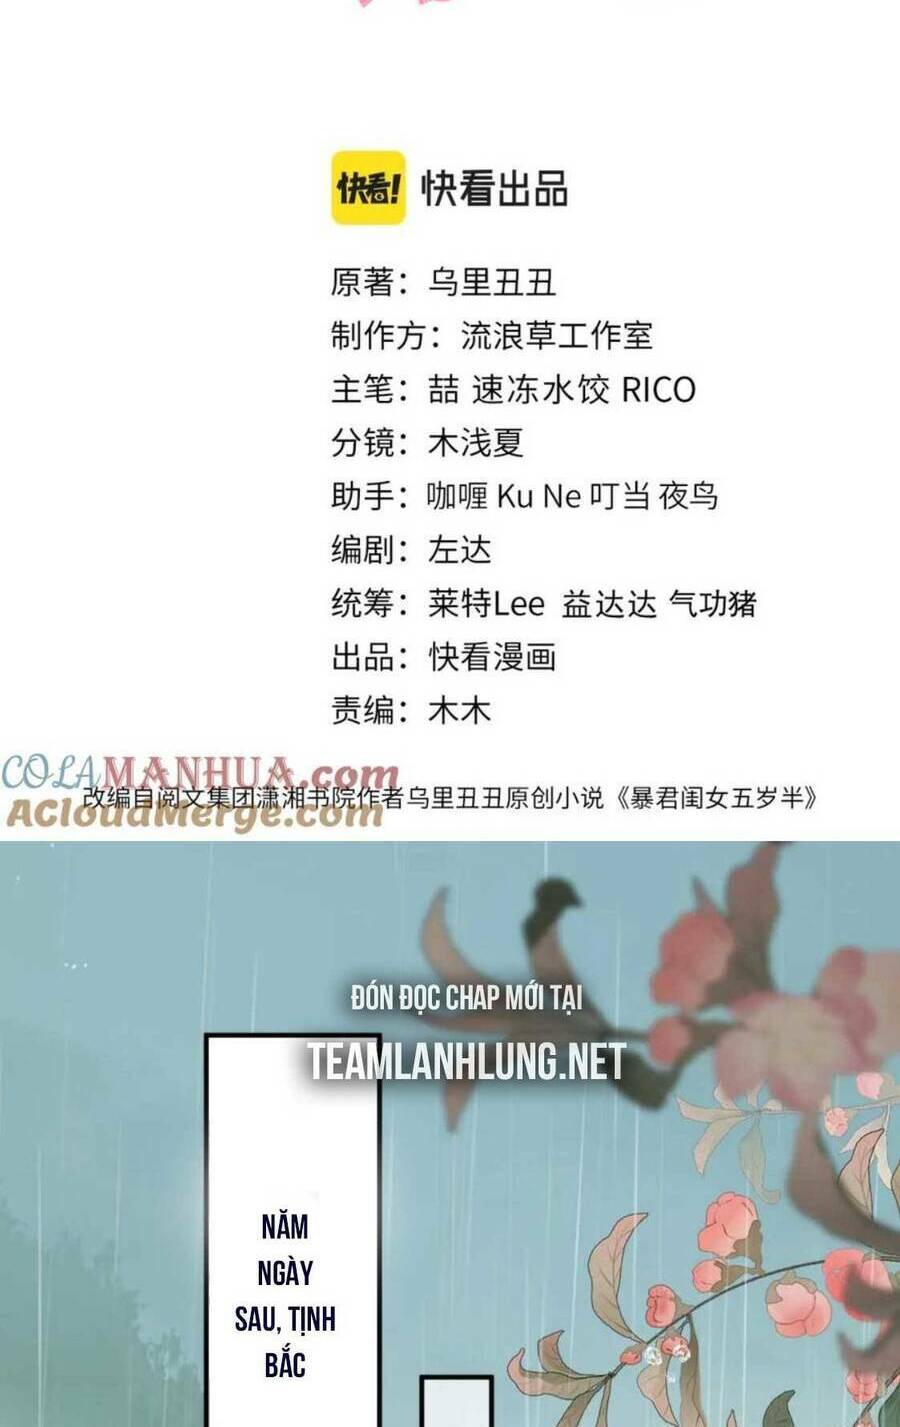 快看! 快看出品
原著：乌里丑丑
制作方：流浪草工作室
主笔：喆 速冻水饺 RICO
分镜：木浅夏
助手：咖喱 Ku Ne 叮当 夜鸟
编剧：左达
统筹：莱特Lee 益达达 气功猪
出品：快看漫画
责编：木木
COLAMANHUA.com
改编自阅文集团潇湘书院作者乌里丑丑原创小说《暴君闺女五岁半》
AcloudMerge.com
ĐÓN ĐỌC CHAP MỚI TẠI
TEAMLANHLUNG.NET
NĂM
NGÀY
SAU, TỊNH
BẮC